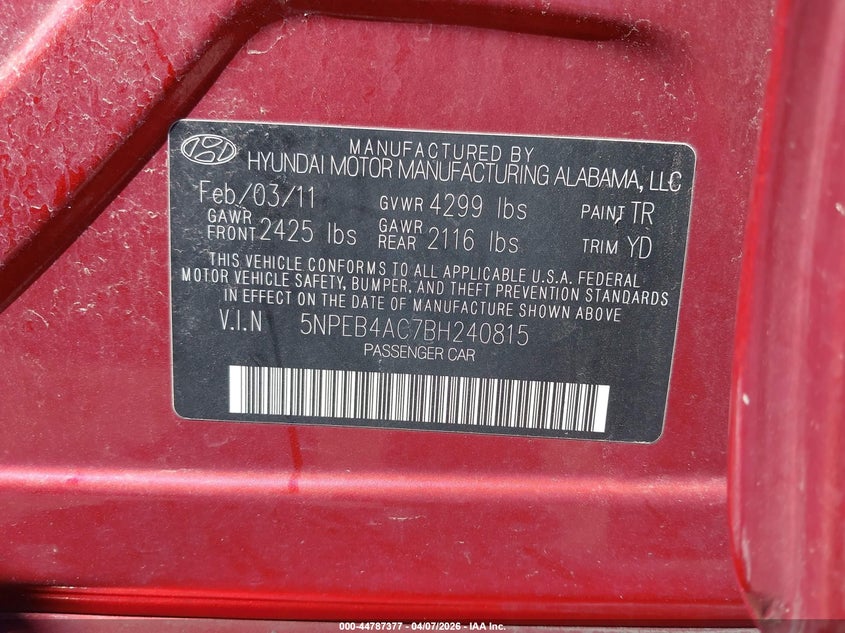 MANUFACTURED BY
HYUNDAI MOTOR MANUFACTURING ALABAMA, LLC
Feb/03/11 GVWR 4299 lbs PAINT TR
GAWR FRONT 2425 lbs GAWR REAR 2116 lbs TRIM YD
THIS VEHICLE CONFORMS TO ALL APPLICABLE U.S.A. FEDERAL
MOTOR VEHICLE SAFETY, BUMPER, AND THEFT PREVENTION STANDARDS
IN EFFECT ON THE DATE OF MANUFACTURE SHOWN ABOVE
V.I.N 5NPEB4AC7BH240815
PASSENGER CAR
000-44787377 - 04/07/2026 - IAA Inc.